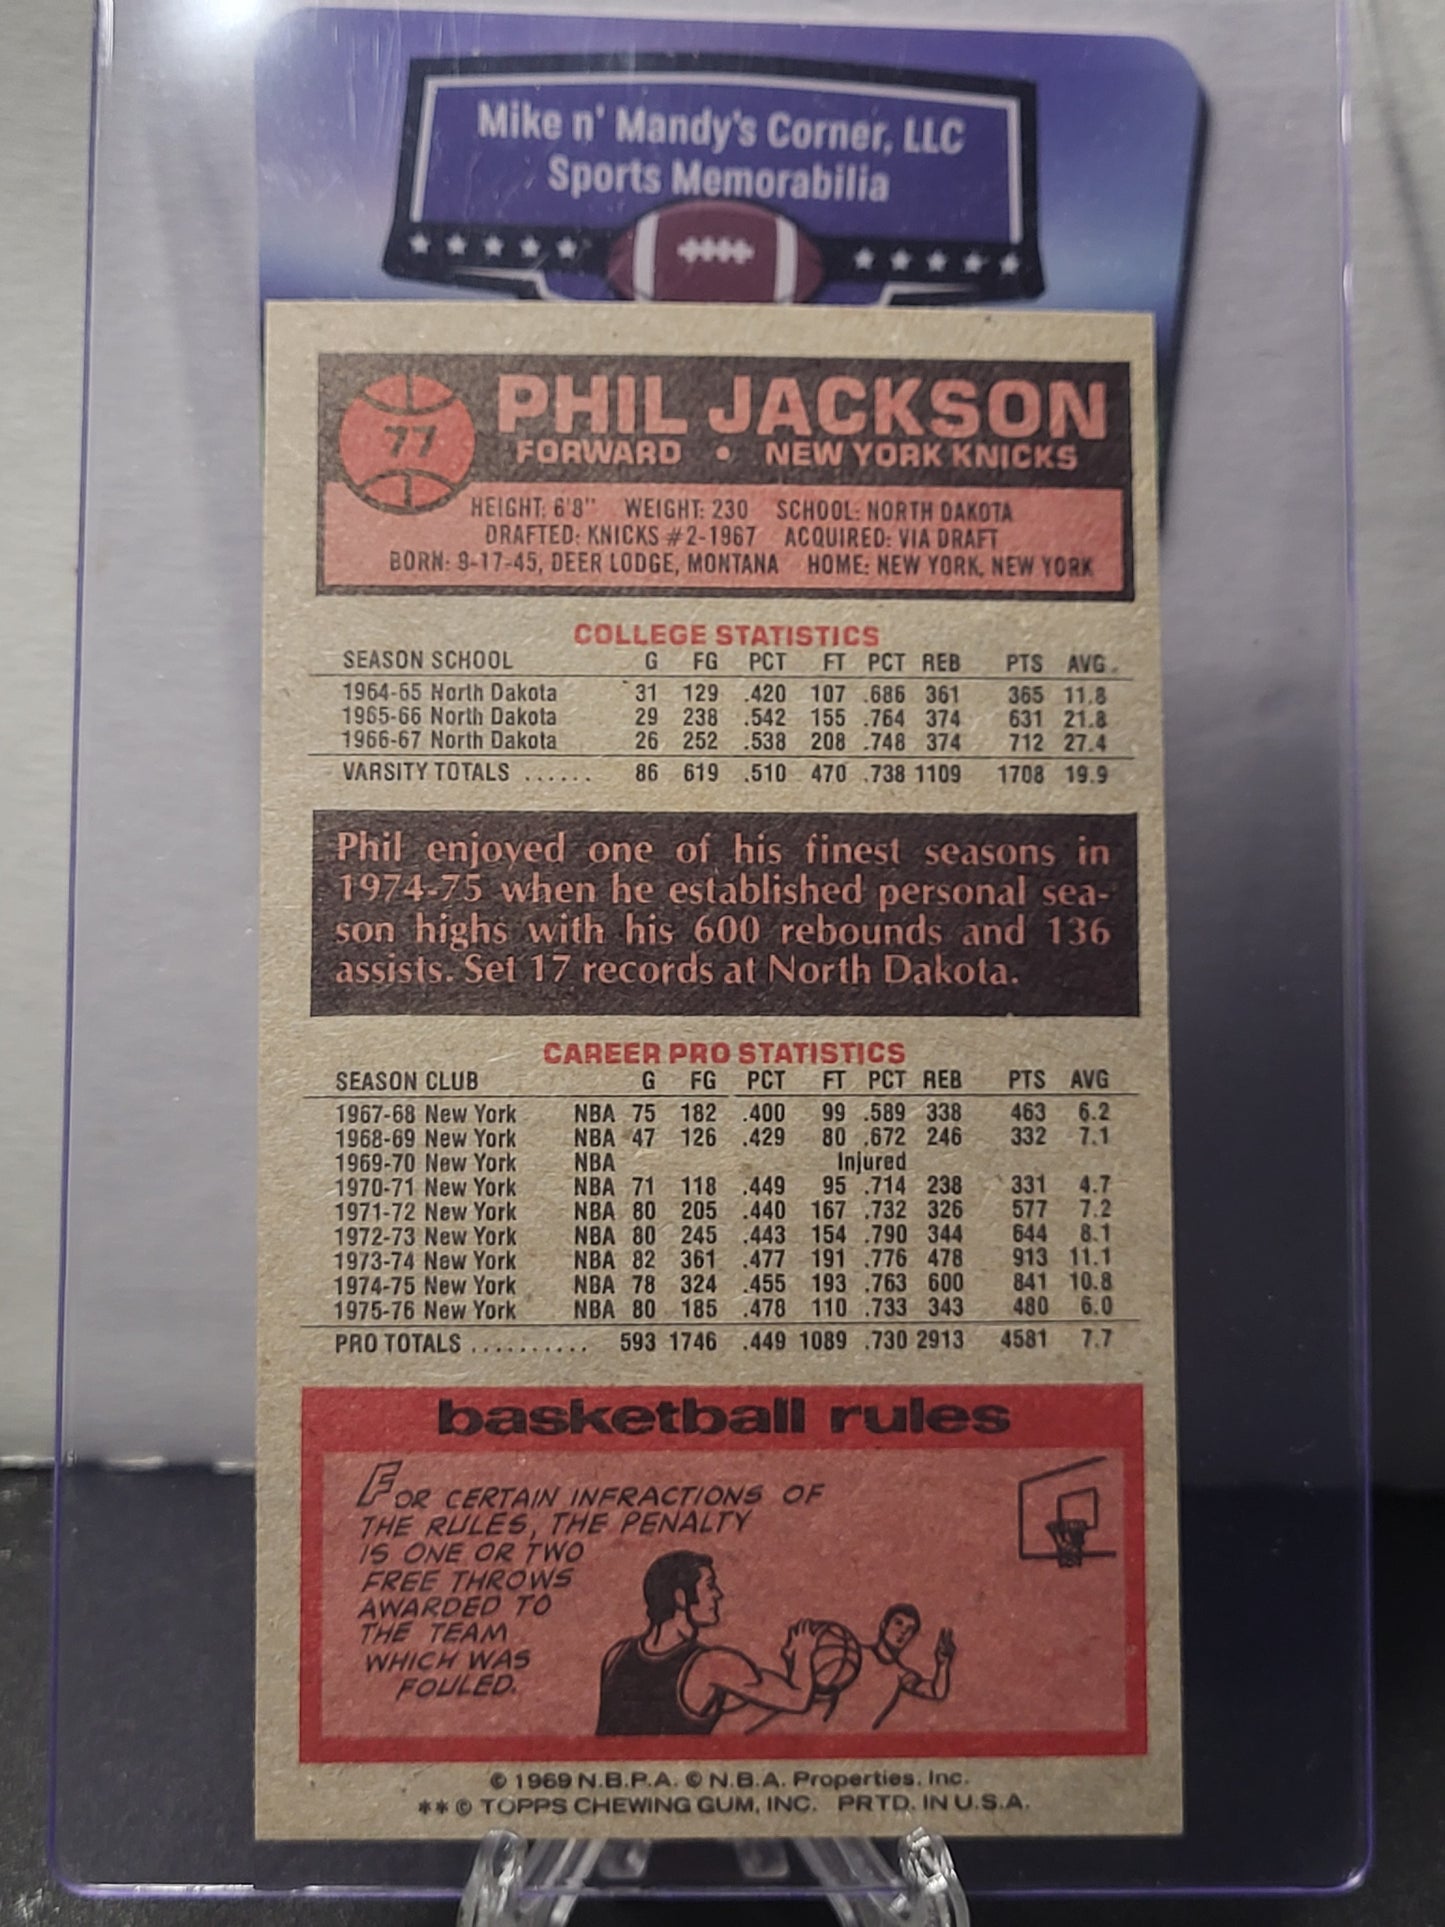 Mike n' Mandy's Corner, LLC
Sports Memorabilia
77
PHIL JACKSON
FORWARD • NEW YORK KNICKS
HEIGHT: 6'8" WEIGHT: 230 SCHOOL: NORTH DAKOTA
DRAFTED: KNICKS #2-1967 ACQUIRED: VIA DRAFT
BORN: 9-17-45, DEER LODGE, MONTANA HOME: NEW YORK, NEW YORK
COLLEGE STATISTICS
SEASON SCHOOL G FG PCT FT PCT REB PTS AVG.
1964-65 North Dakota 31 129 .420 107 .686 361 365 11.8
1965-66 North Dakota 29 238 .542 155 .764 374 631 21.8
1966-67 North Dakota 26 252 .538 208 .748 374 712 27.4
VARSITY TOTALS ...... 86 619 .510 470 .738 1109 1708 19.9
Phil enjoyed one of his finest seasons in
1974-75 when he established personal sea-
son highs with his 600 rebounds and 136
assists. Set 17 records at North Dakota.
CAREER PRO STATISTICS
SEASON CLUB G FG PCT FT PCT REB PTS AVG
1967-68 New York NBA 75 182 .400 99 .589 338 463 6.2
1968-69 New York NBA 47 126 .429 80 .672 246 332 7.1
1969-70 New York NBA Injured
1970-71 New York NBA 71 118 .449 95 .714 238 331 4.7
1971-72 New York NBA 80 205 .440 167 .732 326 577 7.2
1972-73 New York NBA 80 245 .443 154 .790 344 644 8.1
1973-74 New York NBA 82 361 .477 191 .776 478 913 11.1
1974-75 New York NBA 78 324 .455 193 .763 600 841 10.8
1975-76 New York NBA 80 185 .478 110 .733 343 480 6.0
PRO TOTALS .......... 593 1746 .449 1089 .730 2913 4581 7.7
basketball rules
FOR CERTAIN INFRACTIONS OF
THE RULES, THE PENALTY
IS ONE OR TWO
FREE THROWS
AWARDED TO
THE TEAM
WHICH WAS
FOULED.
© 1969 N.B.P.A. © N.B.A. Properties, Inc.
** © TOPPS CHEWING GUM, INC. PRTD. IN U.S.A.